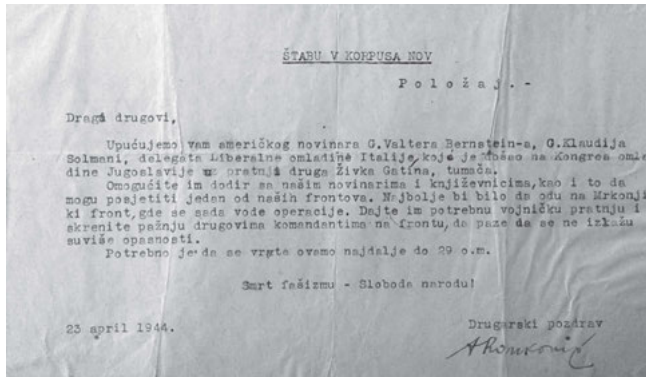 ŠTABU V KORPUSA NOV
Položaj.-
Dragi drugovi,
Upućujemo vam američkog novinara G.Valtera Bernstein-a, G.Klaudija
Solmani, delegata Liberalne omladine Italije, koja je došao na Kongres omla
dine Jugoslavije uz pratnju druga Živka Gatina, tumača.
Omogućite im dodir sa našim novinarima i književnicima, kao i to da
mogu posjetiti jedan od naših frontova. Najbolje bi bilo da odu na Mrkonji
ki front, gdje se sada vode operacije. Dajte im potrebnu vojničku pratnju i
skrenite pažnju drugovima komandantima na frontu, da paze da se ne izlažu
suviše opasnosti.
Potrebno je da se vrate ovamo najdalje do 29 o.m.
Smrt fašizmu - Sloboda narodu!
23 april 1944.
Drugarski pozdrav